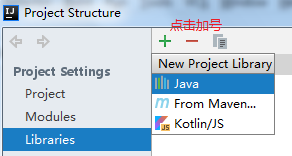 Project Structure
点击加号
Project Settings
Project
Modules
Libraries
New Project Library
Java
From Maven...
Kotlin/JS